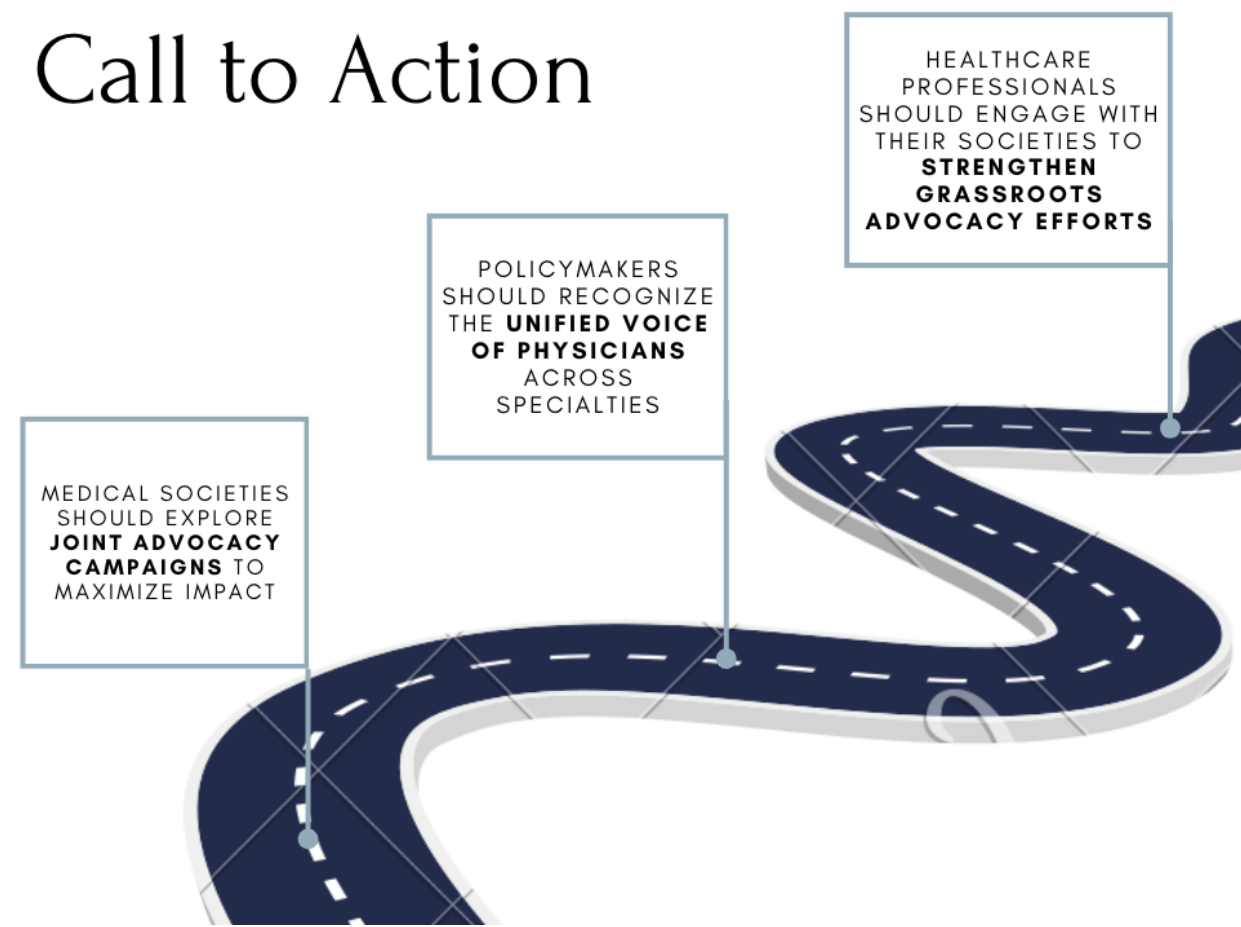 Call to Action
HEALTHCARE
PROFESSIONALS
SHOULD ENGAGE WITH
THEIR SOCIETIES TO
STRENGTHEN
GRASSROOTS
ADVOCACY EFFORTS
POLICYMAKERS
SHOULD RECOGNIZE
THE UNIFIED VOICE
OF PHYSICIANS
ACROSS
SPECIALTIES
MEDICAL SOCIETIES
SHOULD EXPLORE
JOINT ADVOCACY
CAMPAIGNS TO
MAXIMIZE IMPACT